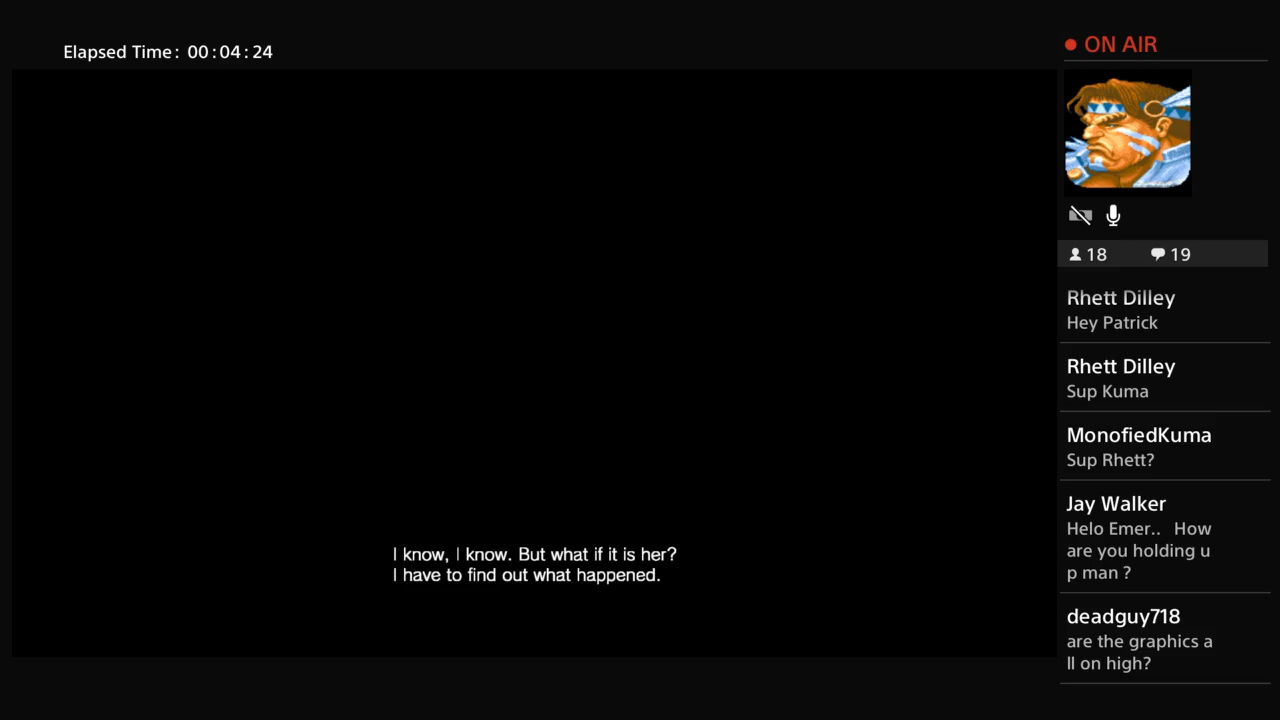 Elapsed Time: 00:04:24
ON AIR
18 19
Rhett Dilley
Hey Patrick
Rhett Dilley
Sup Kuma
MonofiedKuma
Sup Rhett?
Jay Walker
Helo Emer.. How
are you holding u
p man ?
deadguy718
are the graphics a
ll on high?
I know, I know. But what if it is her?
I have to find out what happened.